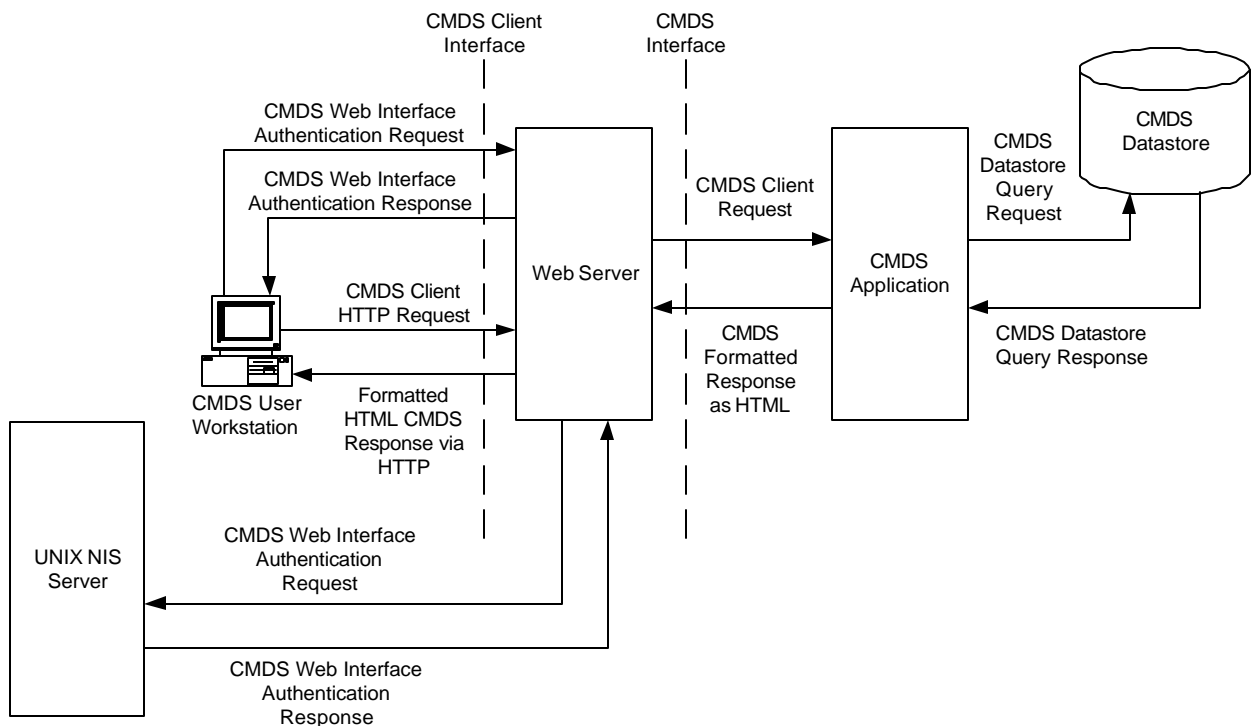 CMDS Client
Interface
CMDS
Interface
CMDS Web Interface
Authentication Request
CMDS Web Interface
Authentication Response
CMDS Client
HTTP Request
CMDS User
Workstation
Formatted
HTML CMDS
Response via
HTTP
Web Server
CMDS Client
Request
CMDS
Formatted
Response
as HTML
CMDS
Application
CMDS
Datastore
Query
Request
CMDS
Datastore
CMDS Datastore
Query Response
UNIX NIS
Server
CMDS Web Interface
Authentication
Request
CMDS Web Interface
Authentication
Response